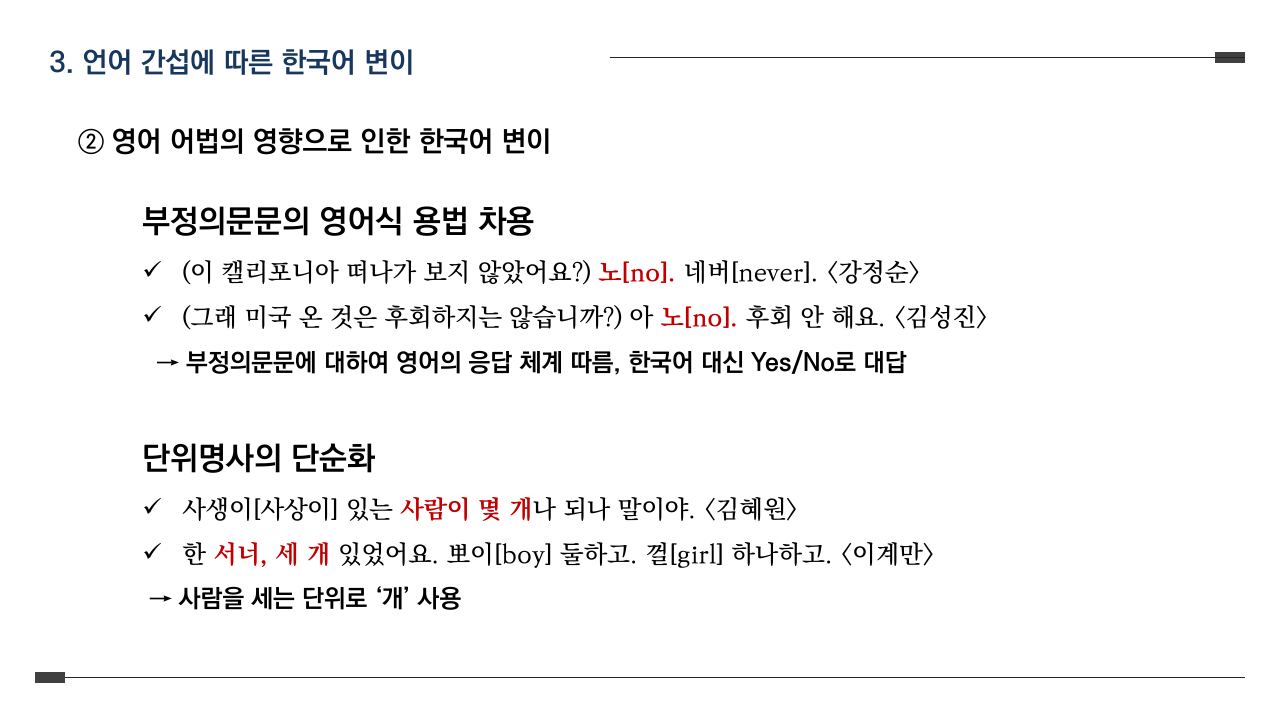 3. 언어 간섭에 따른 한국어 변이
② 영어 어법의 영향으로 인한 한국어 변이
부정의문문의 영어식 용법 차용
✓ (이 캘리포니아 떠나가 보지 않았어요?) 노[no]. 네버[never]. 〈강정순〉
✓ (그래 미국 온 것은 후회하지는 않습니까?) 아 노[no]. 후회 안 해요. 〈김성진〉
→ 부정의문문에 대하여 영어의 응답 체계 따름, 한국어 대신 Yes/No로 대답
단위명사의 단순화
✓ 사생이[사상이] 있는 사람이 몇 개나 되나 말이야. 〈김혜원〉
✓ 한 서너, 세 개 있었어요. 뽀이[boy] 둘하고. 껄[girl] 하나하고. 〈이계만〉
→ 사람을 세는 단위로 ‘개’ 사용